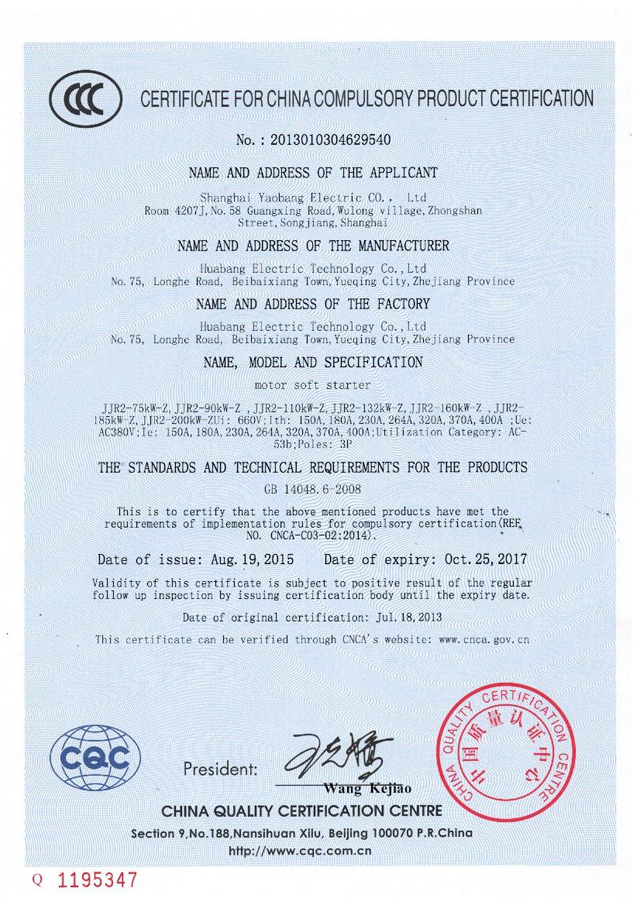 CCC
CERTIFICATE FOR CHINA COMPULSORY PRODUCT CERTIFICATION
No. : 2013010304629540
NAME AND ADDRESS OF THE APPLICANT
Shanghai Yaobang Electric CO., Ltd
Room 4207J, No. 58 Guangxing Road, Wulong village, Zhongshan
Street, Songjiang, Shanghai
NAME AND ADDRESS OF THE MANUFACTURER
Huabang Electric Technology Co., Ltd
No. 75, Longhe Road, Beibaixiang Town, Yueqing City, Zhejiang Province
NAME AND ADDRESS OF THE FACTORY
Huabang Electric Technology Co., Ltd
No. 75, Longhe Road, Beibaixiang Town, Yueqing City, Zhejiang Province
NAME, MODEL AND SPECIFICATION
motor soft starter
JJR2-75kW-Z, JJR2-90kW-Z , JJR2-110kW-Z, JJR2-132kW-Z, JJR2-160kW-Z , JJR2-
185kW-Z, JJR2-200kW-ZUi: 660V;Ith: 150A, 180A, 230A, 264A, 320A, 370A, 400A ;Ue:
AC380V;Ie: 150A, 180A, 230A, 264A, 320A, 370A, 400A;Utilization Category: AC-
53b;Poles: 3P
THE STANDARDS AND TECHNICAL REQUIREMENTS FOR THE PRODUCTS
GB 14048.6-2008
This is to certify that the above mentioned products have met the
requirements of implementation rules for compulsory certification(REF
NO. CNCA-C03-02:2014).
Date of issue: Aug. 19, 2015 Date of expiry: Oct. 25, 2017
Validity of this certificate is subject to positive result of the regular
follow up inspection by issuing certification body until the expiry date.
Date of original certification: Jul. 18, 2013
This certificate can be verified through CNCA's website: www.cnca.gov.cn
CQC
President:
Wang Kejiao
CHINA QUALITY CERTIFICATION CENTRE
中国质量认证中心
CHINA QUALITY CERTIFICATION CENTRE
Section 9,No.188,Nansihuan Xilu, Beijing 100070 P.R.China
http://www.cqc.com.cn
Q 1195347